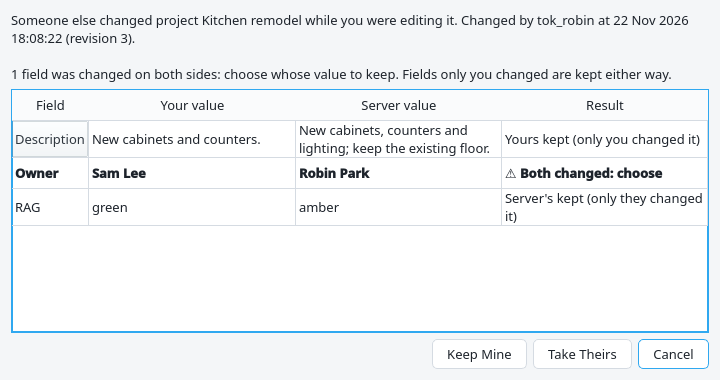 Someone else changed project Kitchen remodel while you were editing it. Changed by tok_robin at 22 Nov 2026
18:08:22 (revision 3).
1 field was changed on both sides: choose whose value to keep. Fields only you changed are kept either way.
Field Your value Server value Result
Description New cabinets and counters. New cabinets, counters and
lighting; keep the existing floor. Yours kept (only you changed it)
Owner Sam Lee Robin Park ⚠ Both changed: choose
RAG green amber Server's kept (only they changed
it)
Keep Mine Take Theirs Cancel